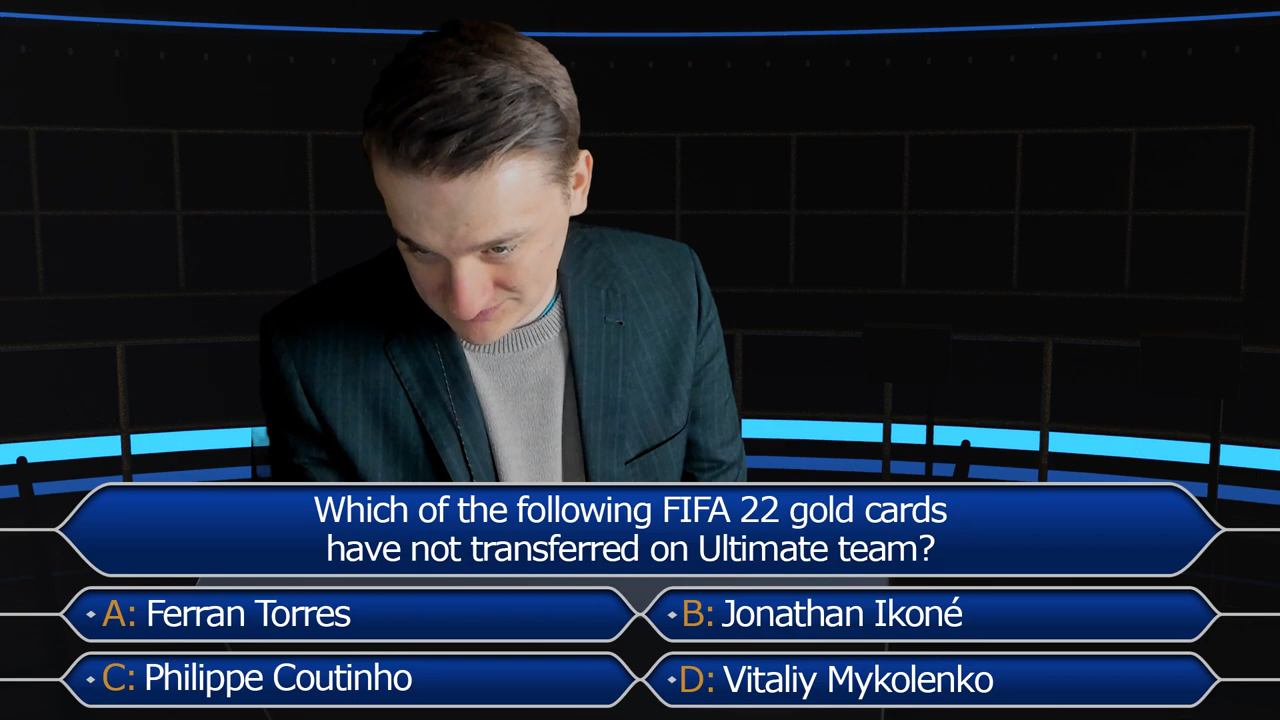 Which of the following FIFA 22 gold cards
have not transferred on Ultimate team?
A: Ferran Torres
B: Jonathan Ikoné
C: Philippe Coutinho
D: Vitaliy Mykolenko